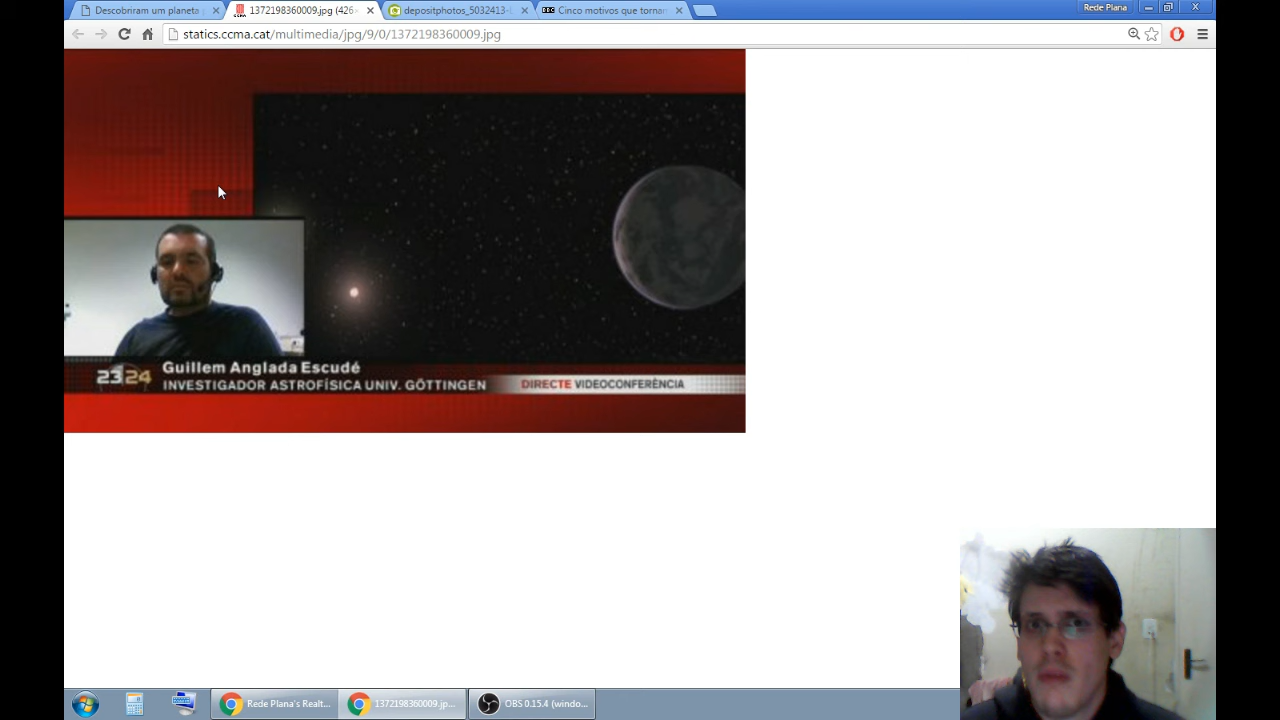 Descobriram um planeta
1372198360009.jpg (426
depositphotos_5032413-
Cinco motivos que tornam
Rede Plana
statics.ccma.cat/multimedia/jpg/9/0/1372198360009.jpg
23 24
Guillem Anglada Escudé
INVESTIGADOR ASTROFÍSICA UNIV. GÖTTINGEN
DIRECTE VIDEOCONFERÈNCIA
Rede Plana's Realt...
1372198360009.jp...
OBS 0.15.4 (windo...